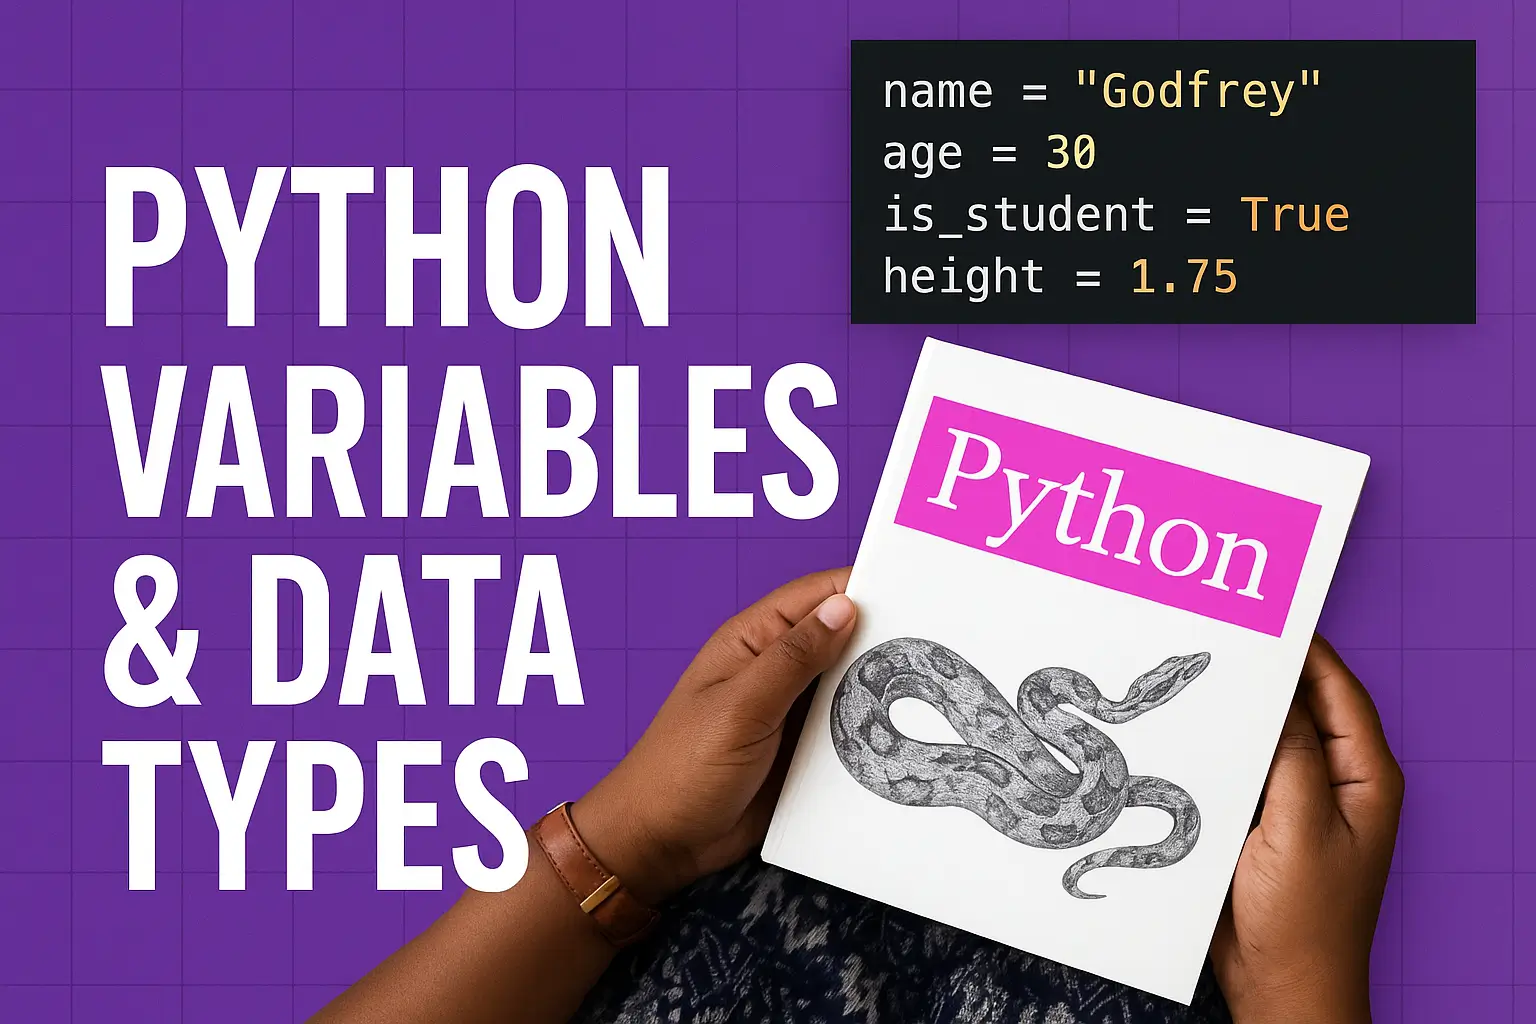 PYTHON
VARIABLES
& DATA
TYPES
name = "Godfrey"
age = 30
is_student = True
height = 1.75
Python